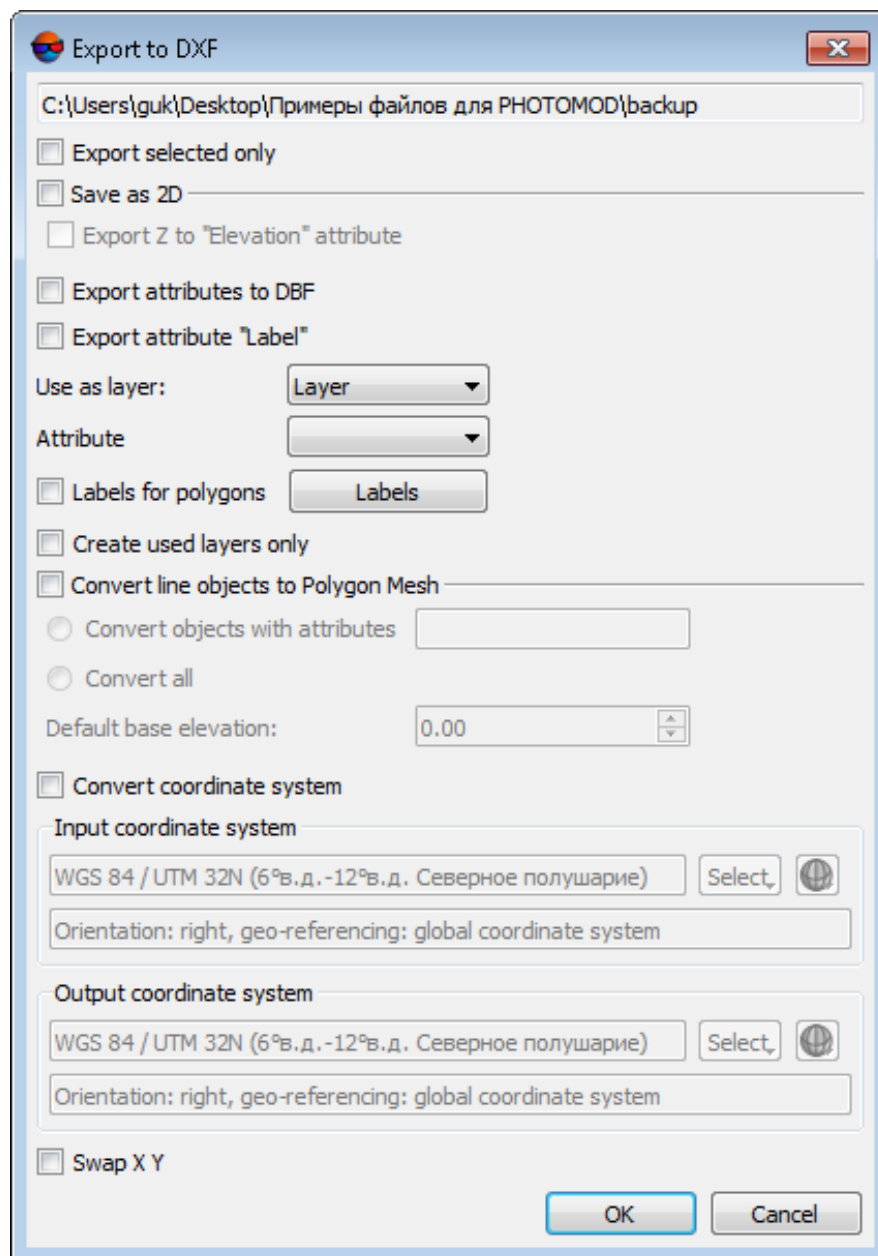 Export to DXF
C:\Users\guk\Desktop\Примеры файлов для PHOTOMOD\backup
Export selected only
Save as 2D
Export Z to "Elevation" attribute
Export attributes to DBF
Export attribute "Label"
Use as layer: Layer
Attribute
Labels for polygons Labels
Create used layers only
Convert line objects to Polygon Mesh
Convert objects with attributes
Convert all
Default base elevation: 0.00
Convert coordinate system
Input coordinate system
WGS 84 / UTM 32N (6°в.д.-12°в.д. Северное полушарие) Select
Orientation: right, geo-referencing: global coordinate system
Output coordinate system
WGS 84 / UTM 32N (6°в.д.-12°в.д. Северное полушарие) Select
Orientation: right, geo-referencing: global coordinate system
Swap X Y
OK Cancel